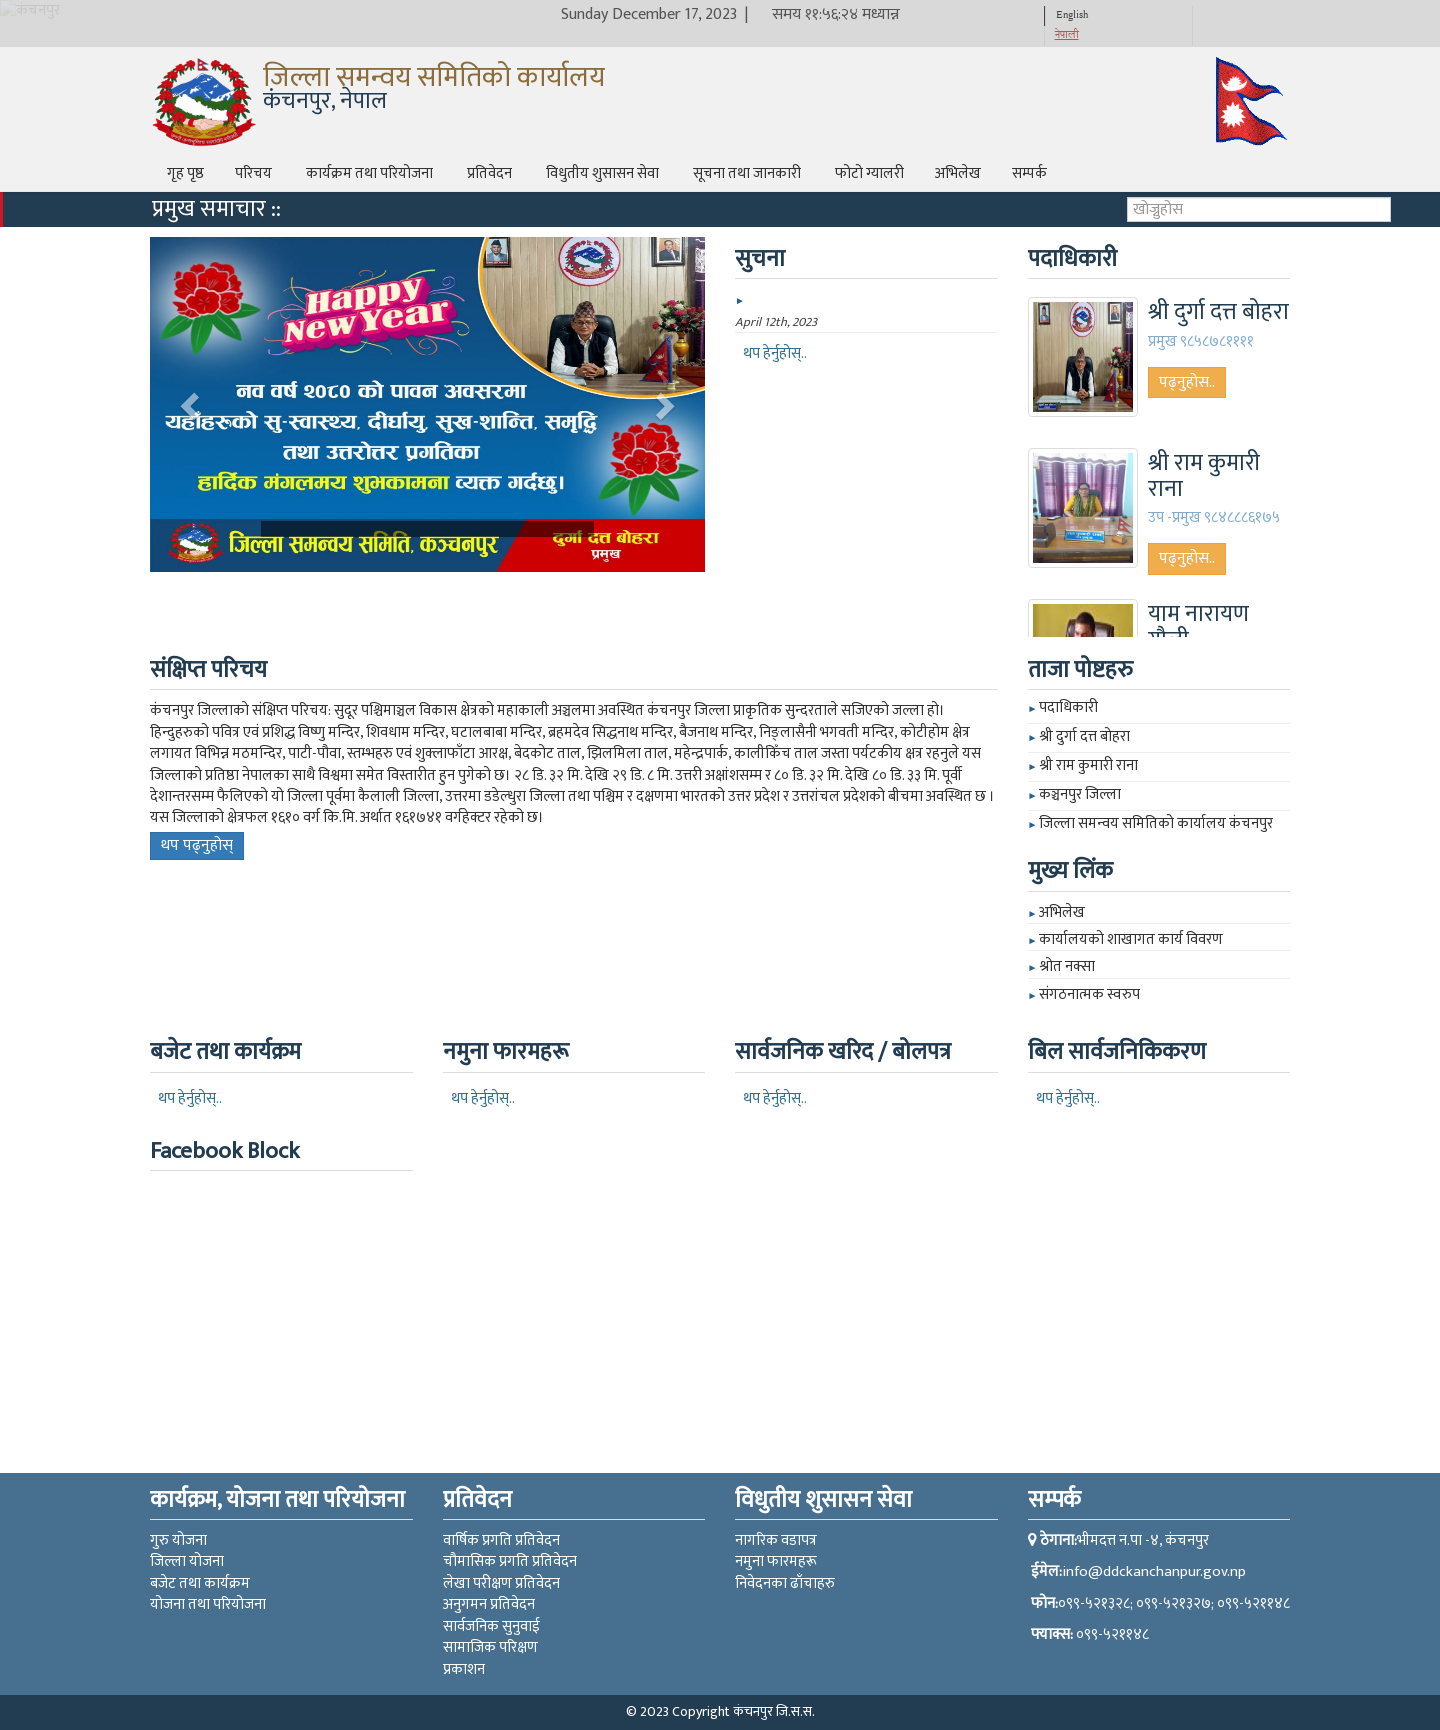 कंचनपुर
Sunday December 17, 2023 | समय ११:५६:२४ मध्यान्न
English
नेपाली
जिल्ला समन्वय समितिको कार्यालय
कंचनपुर, नेपाल
गृह पृष्ठ परिचय कार्यक्रम तथा परियोजना प्रतिवेदन विधुतीय शुसासन सेवा सूचना तथा जानकारी फोटो ग्यालरी अभिलेख सम्पर्क
प्रमुख समाचार ::
खोज्नुहोस
Happy
New Year
नव वर्ष २०८० को पावन अवसरमा
यहाँहरूको सु-स्वास्थ्य, दीर्घायु, सुख-शान्ति, समृद्धि
तथा उत्तरोत्तर प्रगतिका
हार्दिक मंगलमय शुभकामना व्यक्त गर्दछु।
जिल्ला समन्वय समिति, कञ्चनपुर
दुर्गा दत्त बोहरा
प्रमुख
सुचना
April 12th, 2023
थप हेर्नुहोस्..
पदाधिकारी
श्री दुर्गा दत्त बोहरा
प्रमुख ९८५८७८११११
पढ्नुहोस..
श्री राम कुमारी
राना
उप -प्रमुख ९८४८८८६१७५
पढ्नुहोस..
याम नारायण
संक्षिप्त परिचय
कंचनपुर जिल्लाको संक्षिप्त परिचय: सुदूर पश्चिमाञ्चल विकास क्षेत्रको महाकाली अञ्चलमा अवस्थित कंचनपुर जिल्ला प्राकृतिक सुन्दरताले सजिएको जल्ला हो।
हिन्दुहरुको पवित्र एवं प्रशिद्ध विष्णु मन्दिर, शिवधाम मन्दिर, घटालबाबा मन्दिर, ब्रहमदेव सिद्धनाथ मन्दिर, बैजनाथ मन्दिर, निङ्लासैनी भगवती मन्दिर, कोटीहोम क्षेत्र
लगायत विभिन्न मठमन्दिर, पाटी-पौवा, स्तम्भहरु एवं शुक्लाफाँटा आरक्ष, बेदकोट ताल, झिलमिला ताल, महेन्द्रपार्क, कालीकिँच ताल जस्ता पर्यटकीय क्षत्र रहनुले यस
जिल्लाको प्रतिष्ठा नेपालका साथै विश्वमा समेत विस्तारीत हुन पुगेको छ। २८ डि. ३२ मि. देखि २९ डि. ८ मि. उत्तरी अक्षांशसम्म र ८० डि. ३२ मि. देखि ८० डि. ३३ मि. पूर्वी
देशान्तरसम्म फैलिएको यो जिल्ला पूर्वमा कैलाली जिल्ला, उत्तरमा डडेल्धुरा जिल्ला तथा पश्चिम र दक्षणमा भारतको उत्तर प्रदेश र उत्तरांचल प्रदेशको बीचमा अवस्थित छ ।
यस जिल्लाको क्षेत्रफल १६१० वर्ग कि.मि. अर्थात १६१७४१ वर्गहेक्टर रहेको छ।
थप पढ्नुहोस्
ताजा पोष्टहरु
पदाधिकारी
श्री दुर्गा दत्त बोहरा
श्री राम कुमारी राना
कञ्चनपुर जिल्ला
जिल्ला समन्वय समितिको कार्यालय कंचनपुर
मुख्य लिंक
अभिलेख
कार्यालयको शाखागत कार्य विवरण
श्रोत नक्सा
संगठनात्मक स्वरुप
बजेट तथा कार्यक्रम नमुना फारमहरू सार्वजनिक खरिद / बोलपत्र बिल सार्वजनिकिकरण
थप हेर्नुहोस्.. थप हेर्नुहोस्.. थप हेर्नुहोस्.. थप हेर्नुहोस्..
Facebook Block
कार्यक्रम, योजना तथा परियोजना
गुरु योजना
जिल्ला योजना
बजेट तथा कार्यक्रम
योजना तथा परियोजना
प्रतिवेदन
वार्षिक प्रगति प्रतिवेदन
चौमासिक प्रगति प्रतिवेदन
लेखा परीक्षण प्रतिवेदन
अनुगमन प्रतिवेदन
सार्वजनिक सुनुवाई
सामाजिक परिक्षण
प्रकाशन
विधुतीय शुसासन सेवा
नागरिक वडापत्र
नमुना फारमहरू
निवेदनका ढाँचाहरु
सम्पर्क
ठेगाना:भीमदत्त न.पा -४, कंचनपुर
ईमेल:info@ddckanchanpur.gov.np
फोन:०९९-५२१३२८; ०९९-५२१३२७; ०९९-५२११४८
फ्याक्स: ०९९-५२११४८
© 2023 Copyright कंचनपुर जि.स.स.